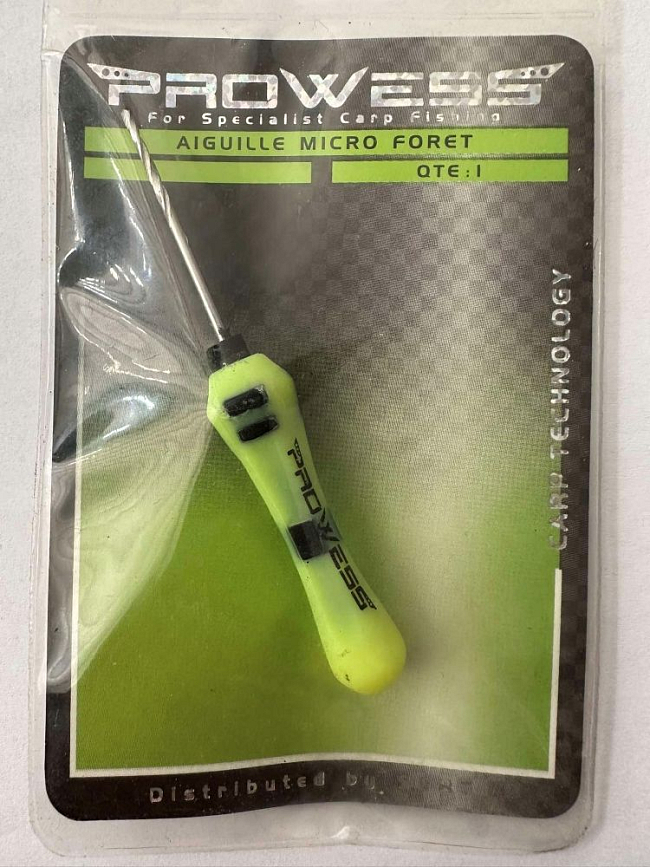 PROWESS
For Specialist Carp Fishing
AIGUILLE MICRO FORET
QTE : 1
CARP TECHNOLOGY
PROWESS
Distributed by